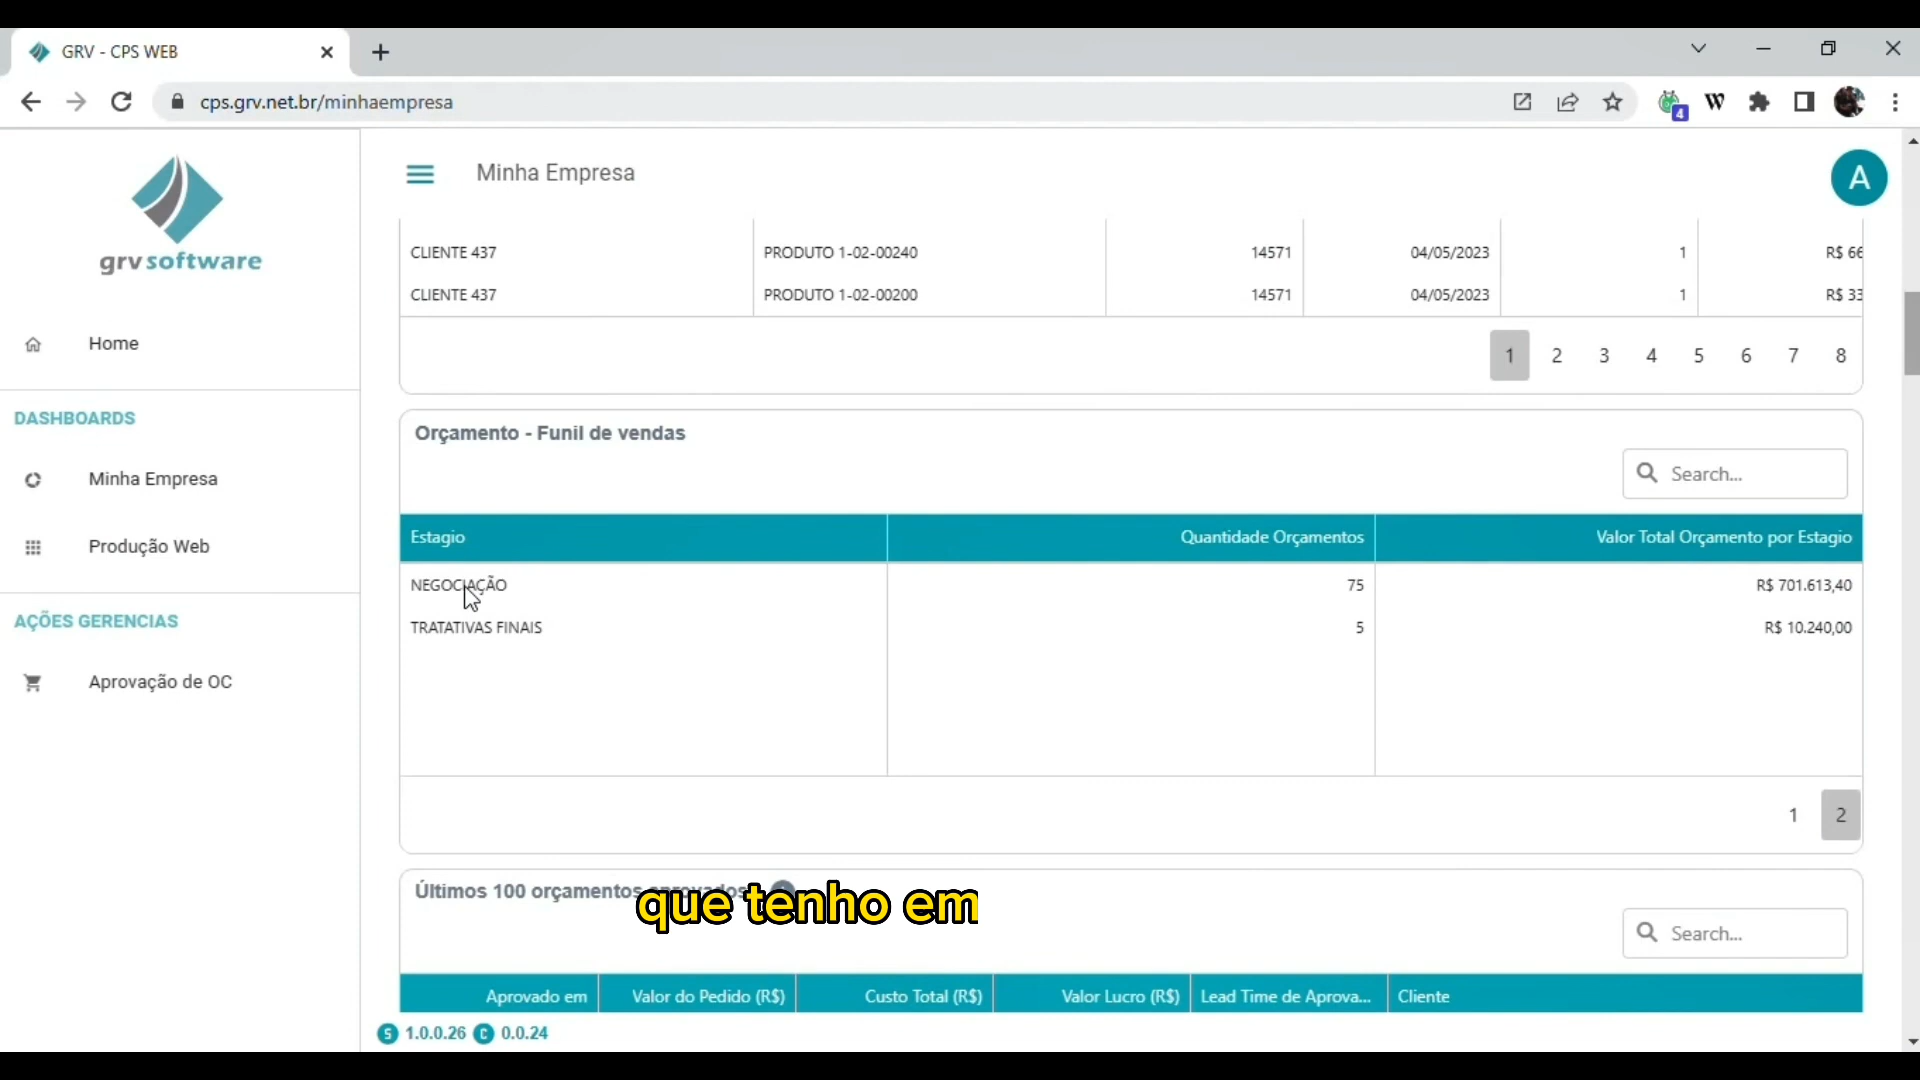 GRV - CPS WEB
cps.grv.net.br/minhaempresa
4
W
grvsoftware
Minha Empresa
A
Home
DASHBOARDS
Minha Empresa
Produção Web
AÇÕES GERENCIAS
Aprovação de OC
CLIENTE 437 PRODUTO 1-02-00240 14571 04/05/2023 1 R$ 66
CLIENTE 437 PRODUTO 1-02-00200 14571 04/05/2023 1 R$ 33
1 2 3 4 5 6 7 8
Orçamento - Funil de vendas
Search...
Estagio Quantidade Orçamentos Valor Total Orçamento por Estagio
NEGOCIAÇÃO 75 R$ 701.613,40
TRATATIVAS FINAIS 5 R$ 10.240,00
1 2
Últimos 100 orçamentos aprovados
que tenho em
Search...
Aprovado em Valor do Pedido (R$) Custo Total (R$) Valor Lucro (R$) Lead Time de Aprova... Cliente
S 1.0.0.26 C 0.0.24